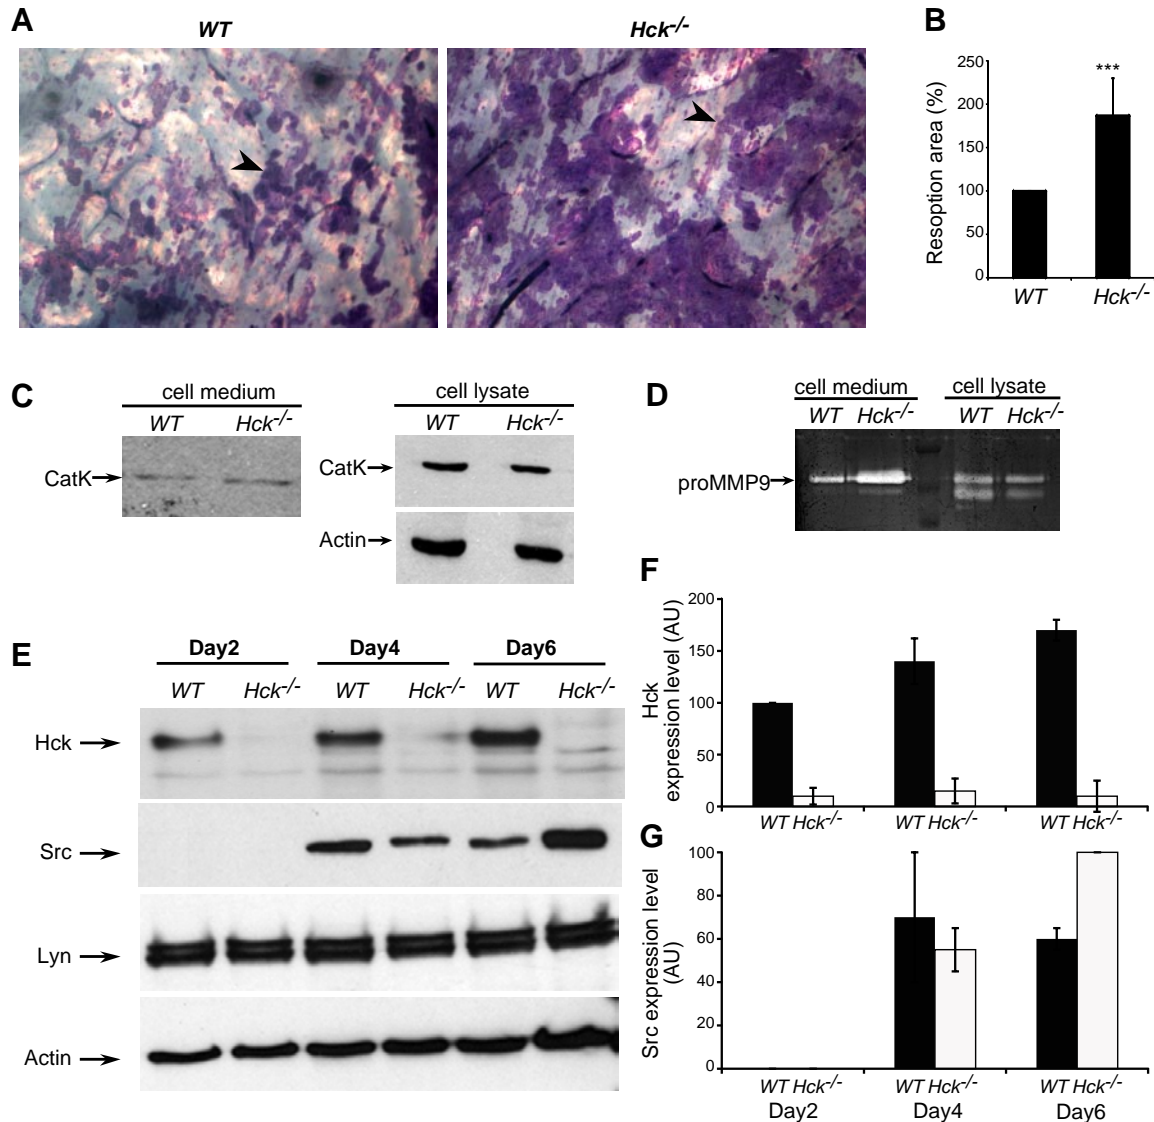 A
WT
Hck-/-
B
Resoption area (%)
250
200
150
100
50
0
***
WT
Hck-/-
C
cell medium
WT Hck-/-
CatK
cell lysate
WT Hck-/-
CatK
Actin
D
cell medium cell lysate
WT Hck-/- WT Hck-/-
proMMP9
E
Day2 Day4 Day6
WT Hck-/- WT Hck-/- WT Hck-/-
Hck
Src
Lyn
Actin
F
Hck
expression level (AU)
200
150
100
50
0
WT Hck-/- WT Hck-/- WT Hck-/-
G
Src expression level
(AU)
100
80
60
40
20
0
WT Hck-/- WT Hck-/- WT Hck-/-
Day2 Day4 Day6